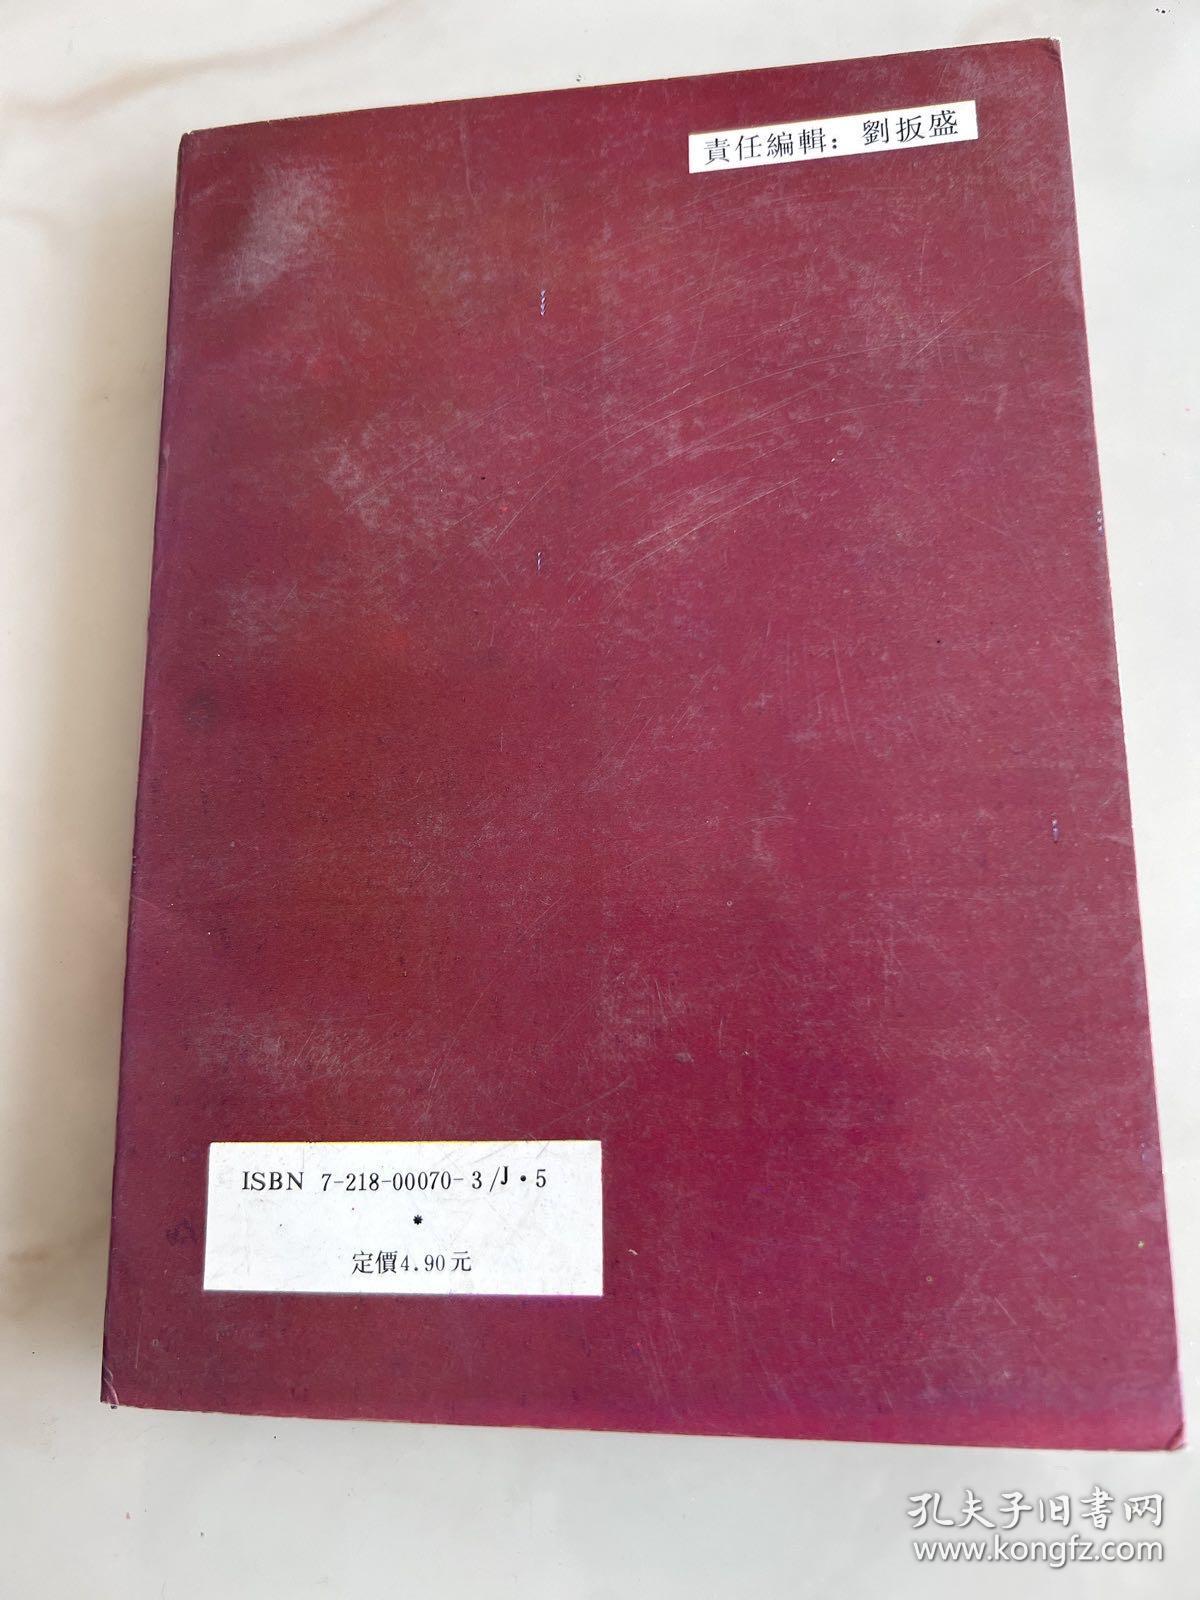 責任編輯：劉扳盛
ISBN 7-218-00070-3/J·5
*
定價4.90元
孔夫子旧书网
www.kongfz.com